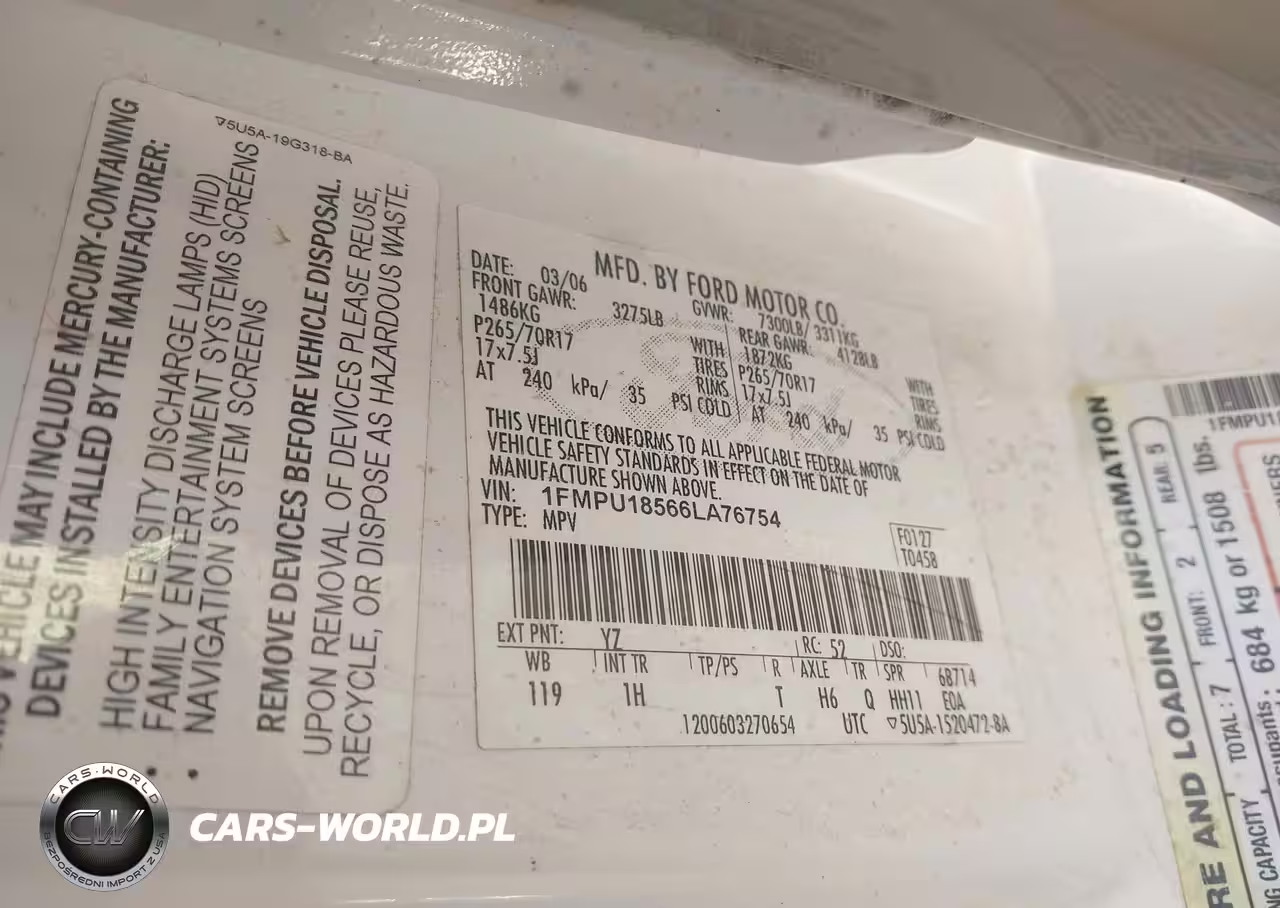 5U5A-19G318-BA
VEHICLE MAY INCLUDE MERCURY-CONTAINING
DEVICES INSTALLED BY THE MANUFACTURER:
HIGH INTENSITY DISCHARGE LAMPS (HID)
• FAMILY ENTERTAINMENT SYSTEMS SCREENS
• NAVIGATION SYSTEM SCREENS
REMOVE DEVICES BEFORE VEHICLE DISPOSAL.
UPON REMOVAL OF DEVICES PLEASE REUSE,
RECYCLE, OR DISPOSE AS HAZARDOUS WASTE.
MFD. BY FORD MOTOR CO.
DATE: 03/06 GVWR: 7300LB/ 3311KG
FRONT GAWR: 3275LB REAR GAWR: 4128LB
1486KG WITH 1872KG WITH
P265/70R17 TIRES P265/70R17 TIRES
17x7.5J RIMS 17x7.5J RIMS
AT 240 kPa/ 35 PSI COLD AT 240 kPa/ 35 PSI COLD
THIS VEHICLE CONFORMS TO ALL APPLICABLE FEDERAL MOTOR
VEHICLE SAFETY STANDARDS IN EFFECT ON THE DATE OF
MANUFACTURE SHOWN ABOVE.
VIN: 1FMPU18566LA76754
TYPE: MPV
F0127
T0458
EXT PNT: YZ RC: 52 DSO:
WB INT TR TP/PS R AXLE TR SPR 68714
119 1H T H6 Q HH11 EOA
1200603270654 UTC 5U5A-1520472-BA
RE AND LOADING INFORMATION
1FMPU1
TOTAL: 7 FRONT: 2 REAR: 5
NG CAPACITY
684 kg or 1508 lbs.
CARS-WORLD
CW
BEZPOŚREDNI IMPORT Z USA
CARS-WORLD.PL